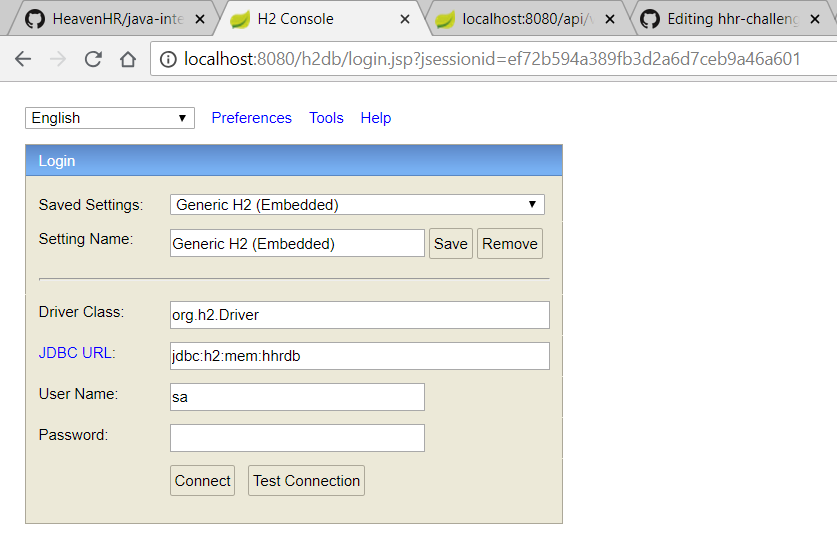 HeavenHR/java-inte
H2 Console
localhost:8080/api/v
Editing hhr-challeng
localhost:8080/h2db/login.jsp?jsessionid=ef72b594a389fb3d2a6d7ceb9a46a601
English Preferences Tools Help
Login
Saved Settings: Generic H2 (Embedded)
Setting Name: Generic H2 (Embedded) Save Remove
Driver Class: org.h2.Driver
JDBC URL: jdbc:h2:mem:hhrdb
User Name: sa
Password:
Connect Test Connection